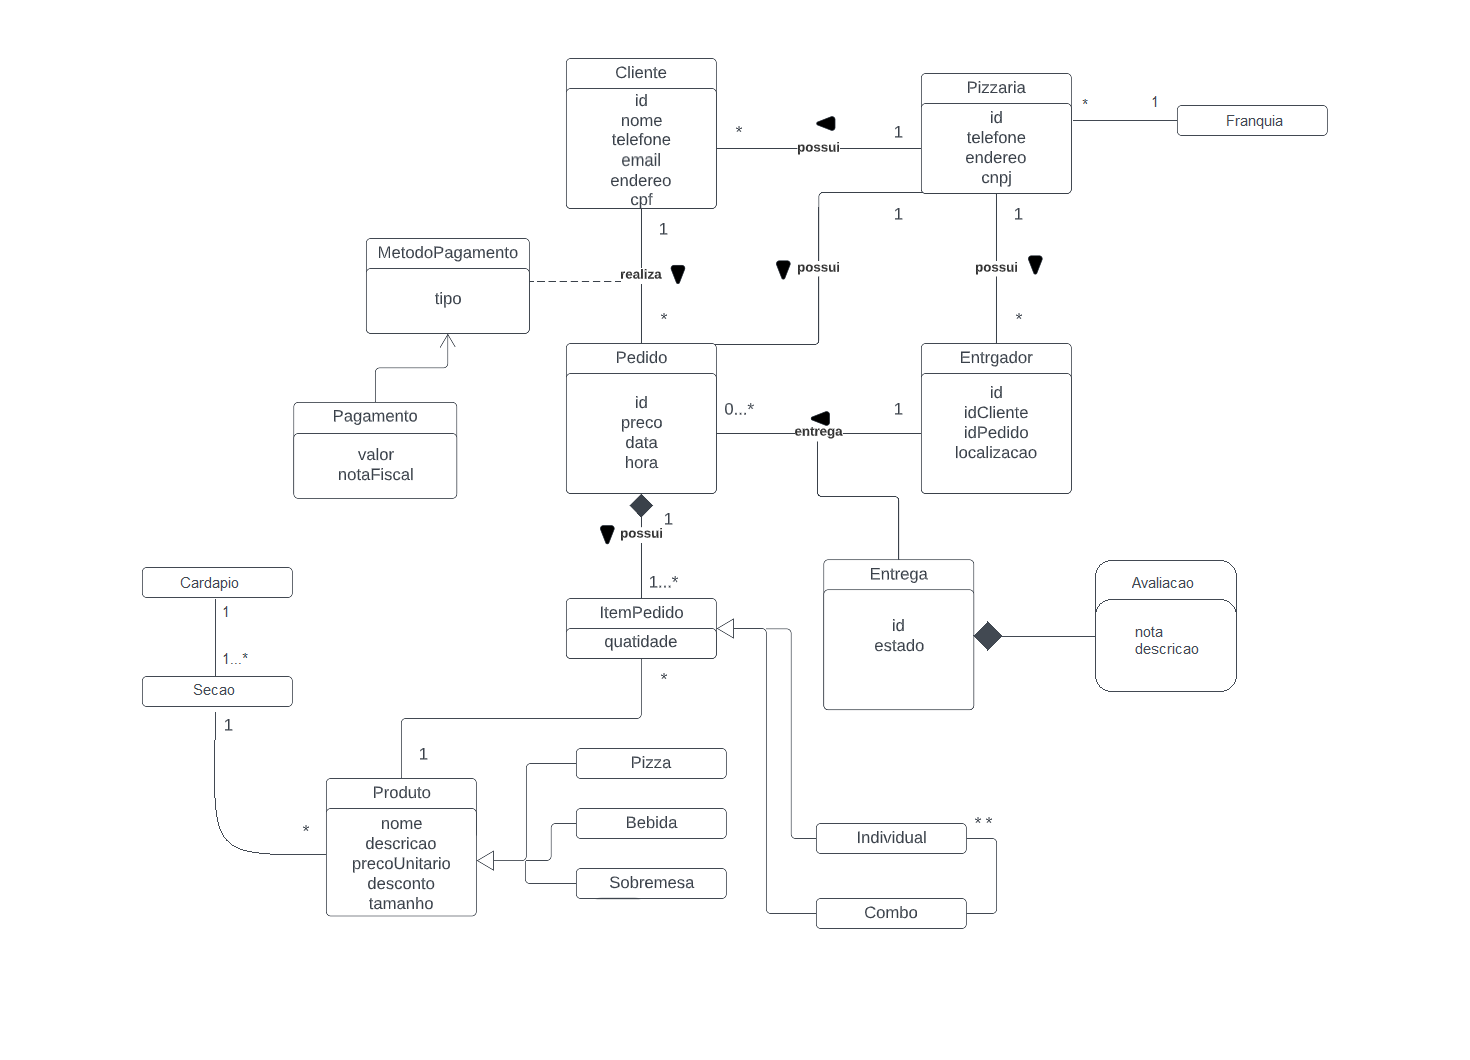 Cliente
id
nome
telefone
email
endereo
cpf
Pizzaria
id
telefone
endereo
cnpj
* 1
Franquia
* 1
possui
1
realiza
*
1
possui
1
possui
*
MetodoPagamento
tipo
Pagamento
valor
notaFiscal
Pedido
id
preco
data
hora
0...* 1
entrega
Entrgador
id
idCliente
idPedido
localizacao
1
possui
1...*
ItemPedido
quatidade
*
Entrega
id
estado
Avaliacao
nota
descricao
Cardapio
1
1...*
Secao
1
*
1
Produto
nome
descricao
precoUnitario
desconto
tamanho
Pizza
Bebida
Sobremesa
Individual
* *
Combo